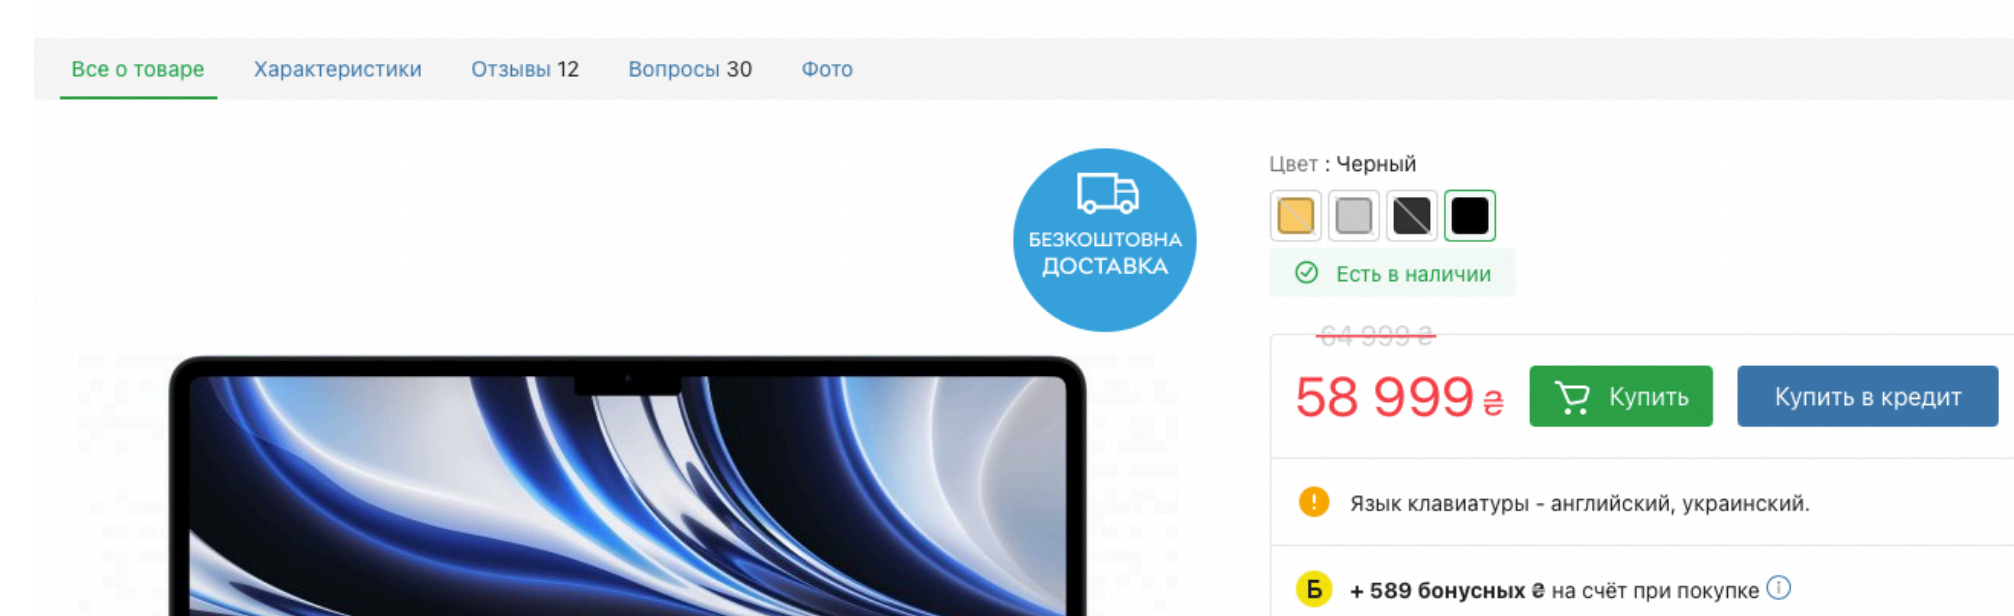 Все о товаре Характеристики Отзывы 12 Вопросы 30 Фото
БЕЗКОШТОВНА
ДОСТАВКА
Цвет : Черный
Есть в наличии
64 999 ₴
58 999 ₴ Купить Купить в кредит
! Язык клавиатуры - английский, украинский.
Б + 589 бонусных ₴ на счёт при покупке i